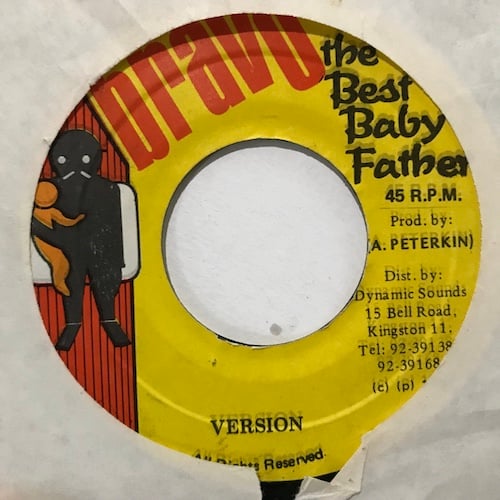 bravo
the
Best
Baby
Father
45 R.P.M.
Prod. by:
(A. PETERKIN)
Dist. by:
Dynamic Sounds
15 Bell Road,
Kingston 11,
Tel: 92-39138
92-39168
(c) (p)
VERSION
All Rights Reserved